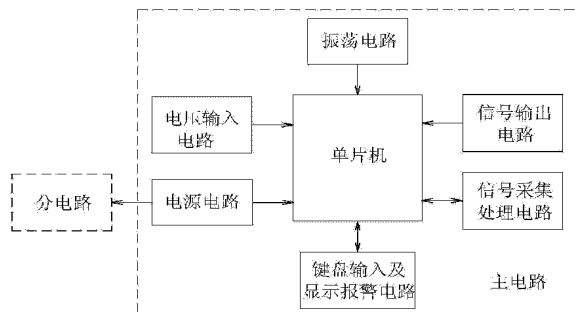 振荡电路
电压输入
电路
单片机
信号输出
电路
分电路
电源电路
信号采集
处理电路
键盘输入及
显示报警电路
主电路